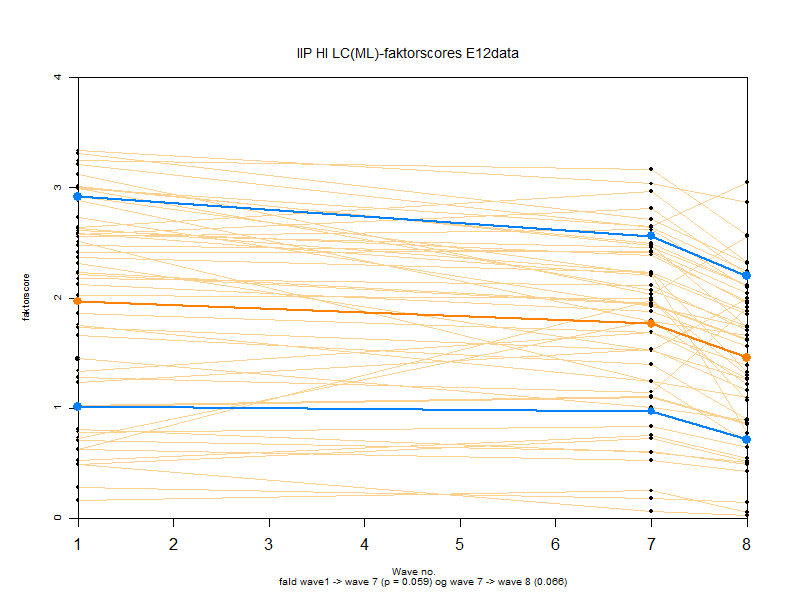 IIP HI LC(ML)-faktorscores E12data
4
3
2
1
0
faktorscore
1 2 3 4 5 6 7 8
Wave no.
fald wave1 -> wave 7 (p = 0.059) og wave 7 -> wave 8 (0.066)